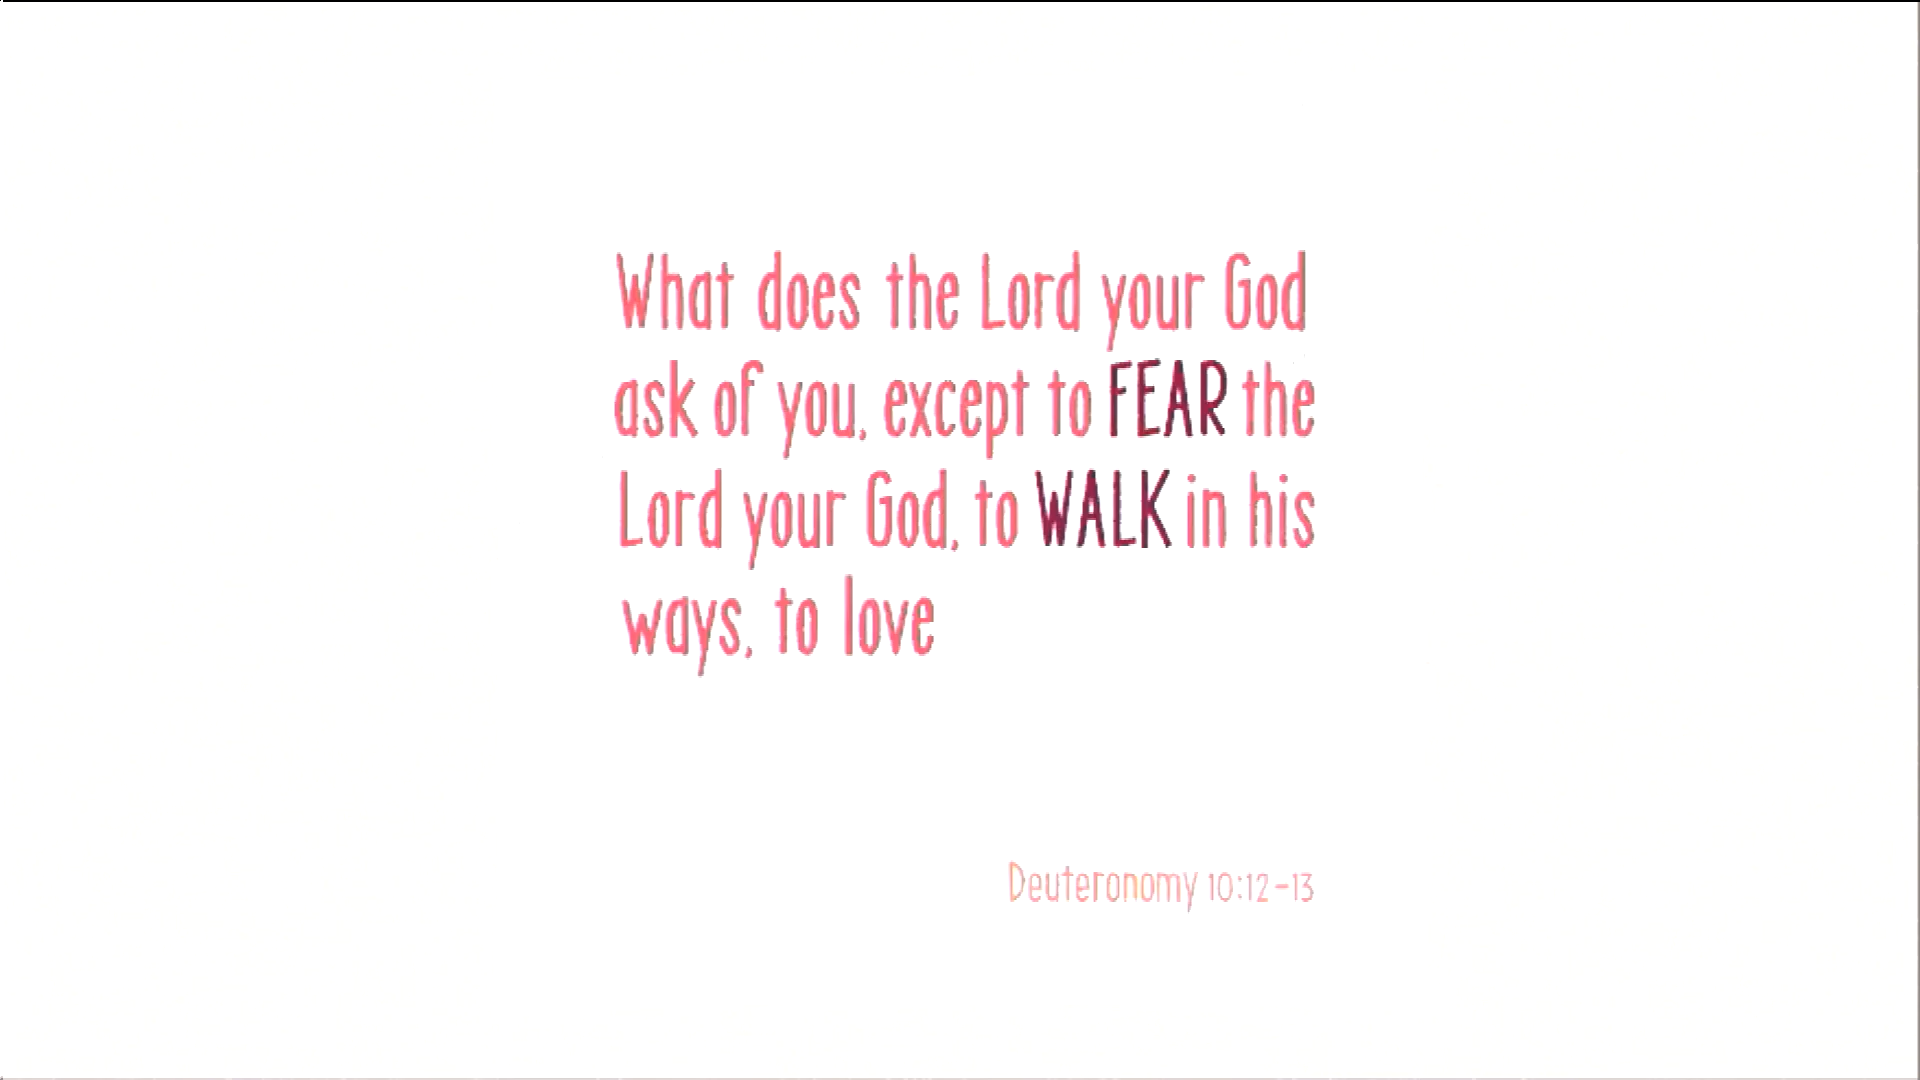 What does the Lord your God
ask of you, except to FEAR the
Lord your God, to WALK in his
ways, to love
Deuteronomy 10:12-13